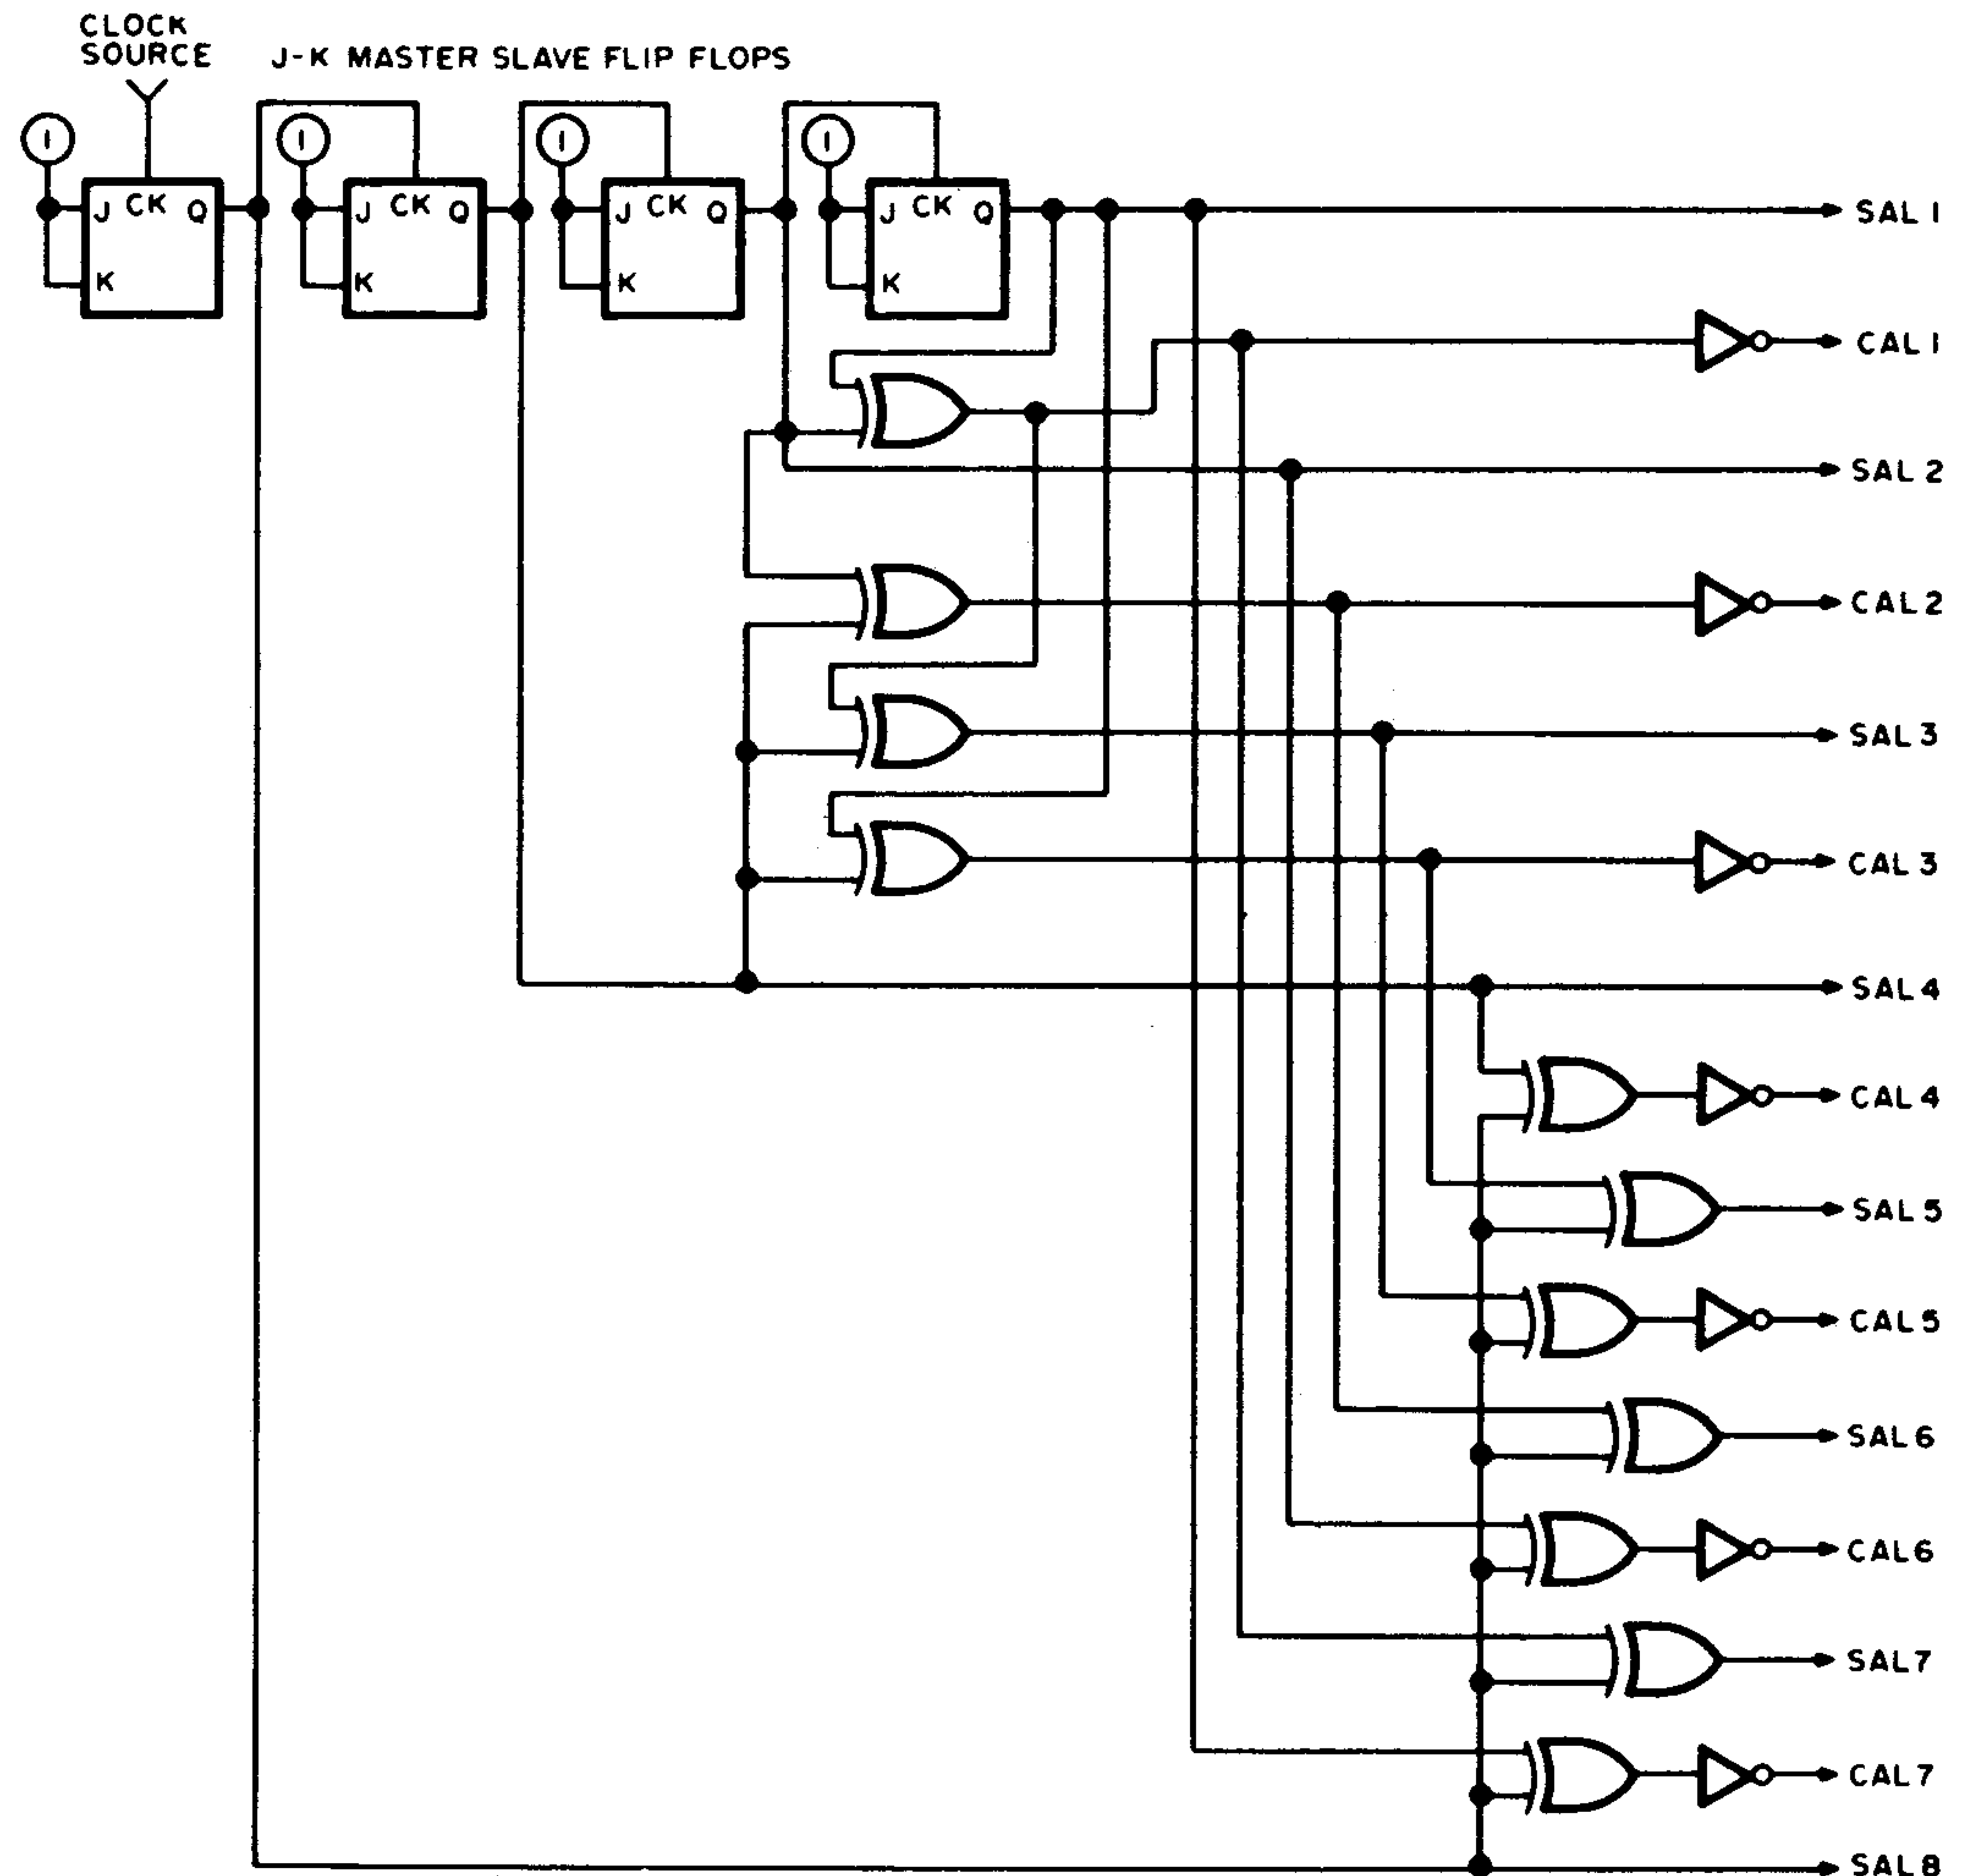 CLOCK
SOURCE
J-K MASTER SLAVE FLIP FLOPS
1
1
1
1
J CK Q
K
J CK Q
K
J CK Q
K
J CK Q
K
SAL 1
CAL 1
SAL 2
CAL 2
SAL 3
CAL 3
SAL 4
CAL 4
SAL 5
CAL 5
SAL 6
CAL 6
SAL 7
CAL 7
SAL 8